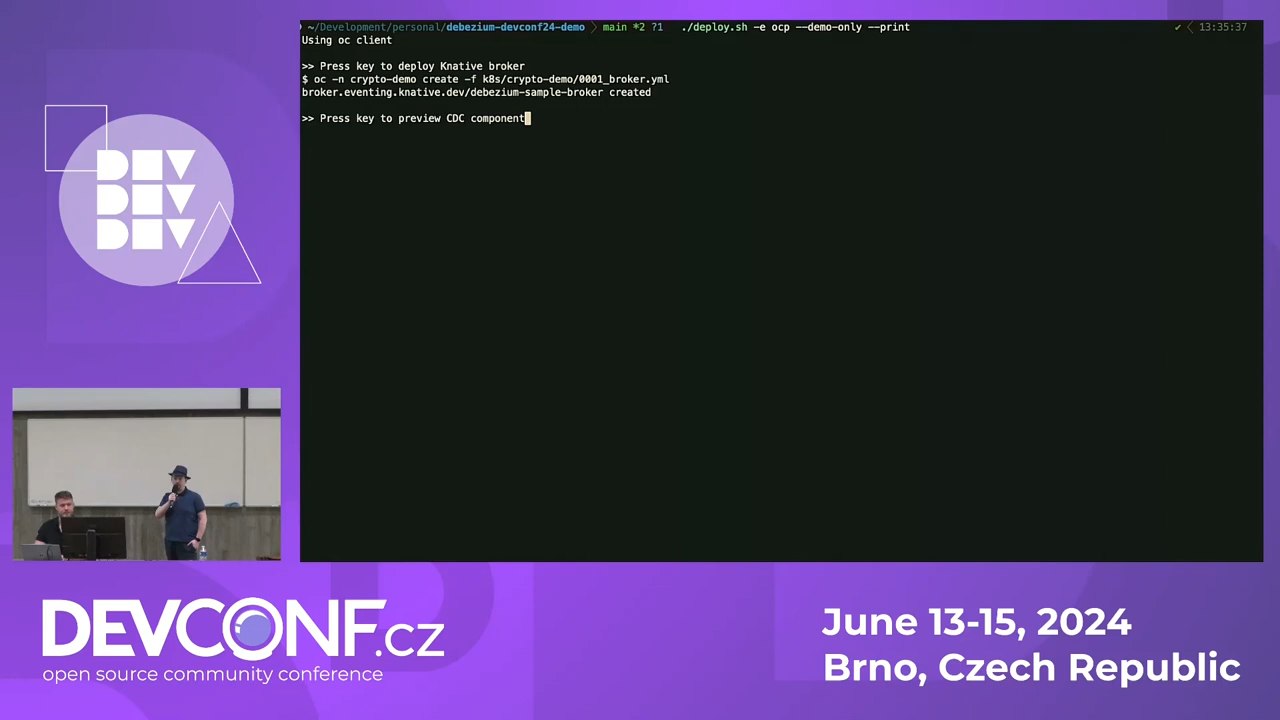 ~/Development/personal/debezium-devconf24-demo main *2 ?1 ./deploy.sh -e ocp --demo-only --print ✔ 13:35:37
Using oc client
>> Press key to deploy Knative broker
$ oc -n crypto-demo create -f k8s/crypto-demo/0001_broker.yml
broker.eventing.knative.dev/debezium-sample-broker created
>> Press key to preview CDC component
DEV
DEV
DEV
DEVCONF.cz
open source community conference
June 13-15, 2024
Brno, Czech Republic